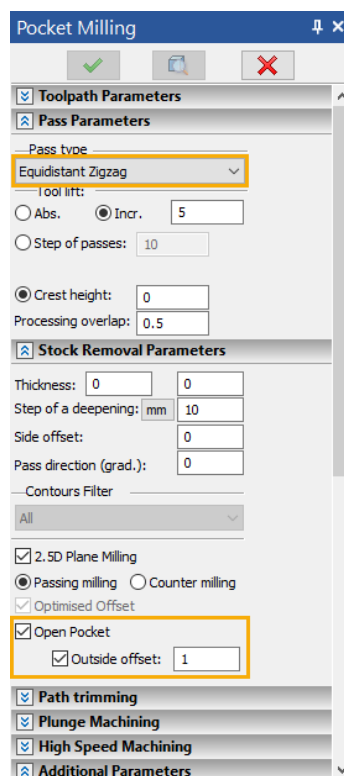 Pocket Milling
Toolpath Parameters
Pass Parameters
Pass type
Equidistant Zigzag
Tool lift:
Abs. Incr. 5
Step of passes: 10
Crest height: 0
Processing overlap: 0.5
Stock Removal Parameters
Thickness: 0 0
Step of a deepening: mm 10
Side offset: 0
Pass direction (grad.): 0
Contours Filter
All
2.5D Plane Milling
Passing milling Counter milling
Optimised Offset
Open Pocket
Outside offset: 1
Path trimming
Plunge Machining
High Speed Machining
Additional Parameters